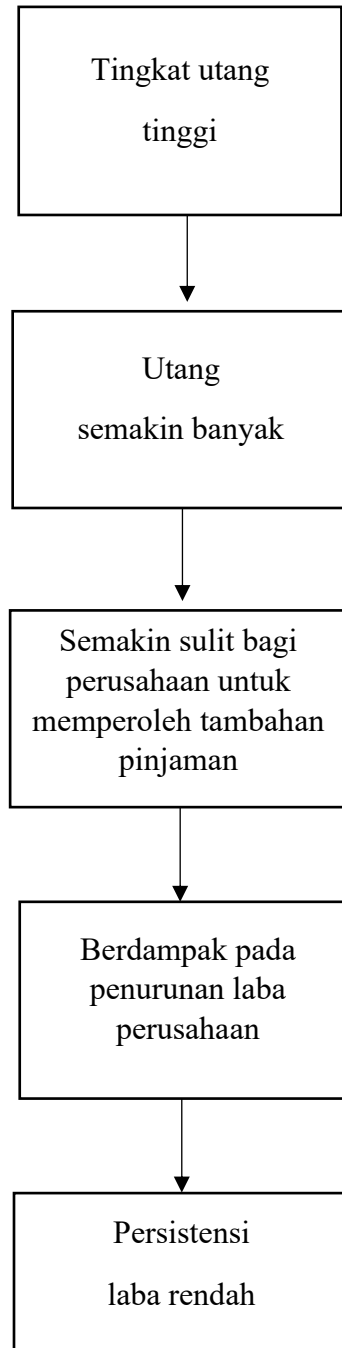 Tingkat utang
tinggi
Utang
semakin banyak
Semakin sulit bagi
perusahaan untuk
memperoleh tambahan
pinjaman
Berdampak pada
penurunan laba
perusahaan
Persistensi
laba rendah